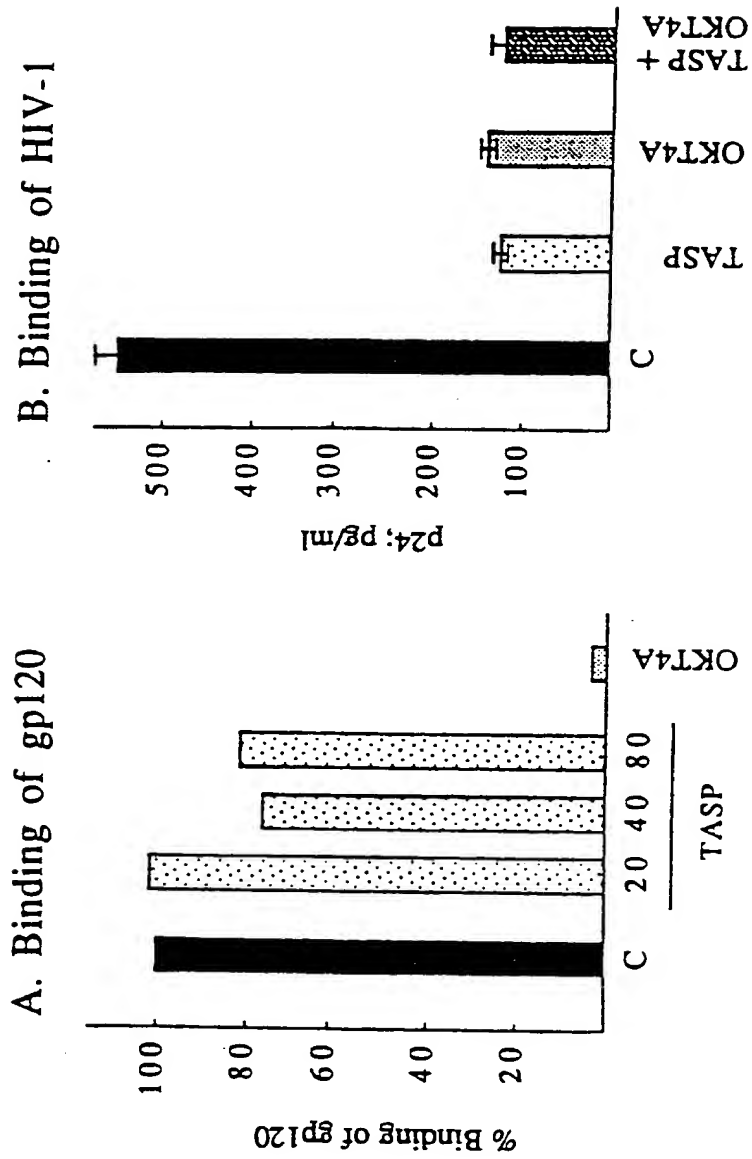 A. Binding of gp120
% Binding of gp120
100
80
60
40
20
C
20 40 80
TASP
OKT4A
B. Binding of HIV-1
p24; pg/ml
500
400
300
200
100
C
TASP
OKT4A
TASP +
OKT4A